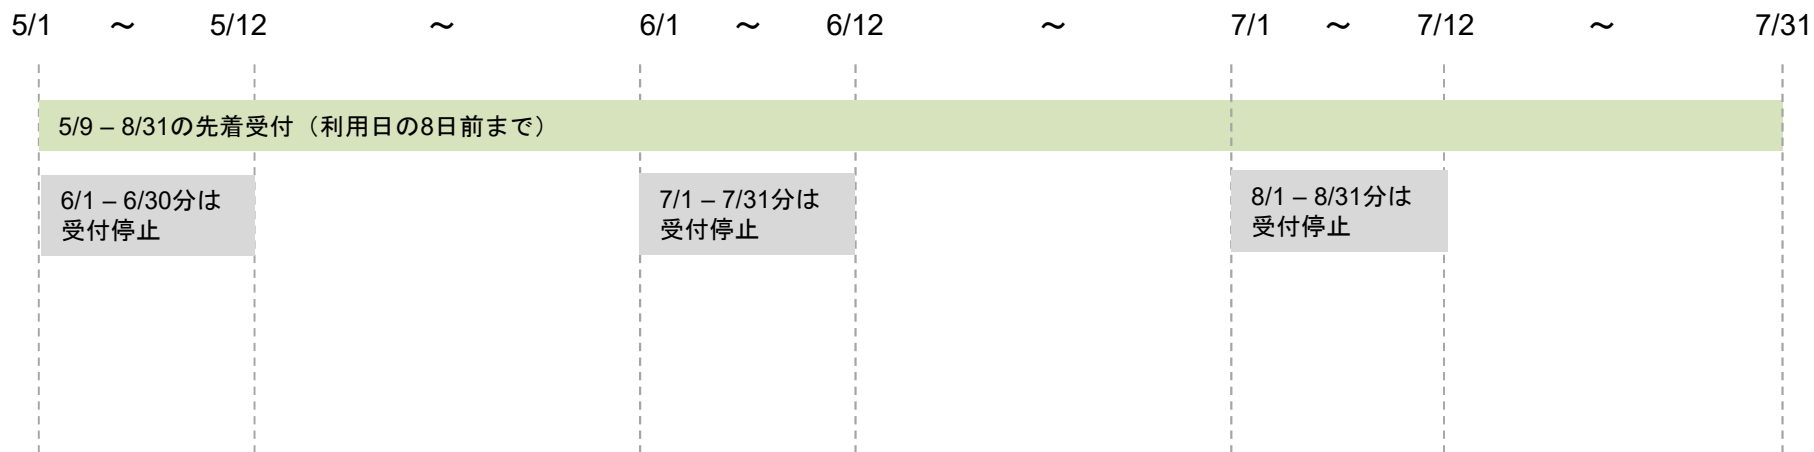 5/1 ～ 5/12 ～ 6/1 ～ 6/12 ～ 7/1 ～ 7/12 ～ 7/31
5/9 – 8/31の先着受付（利用日の8日前まで）
6/1 – 6/30分は
受付停止
7/1 – 7/31分は
受付停止
8/1 – 8/31分は
受付停止